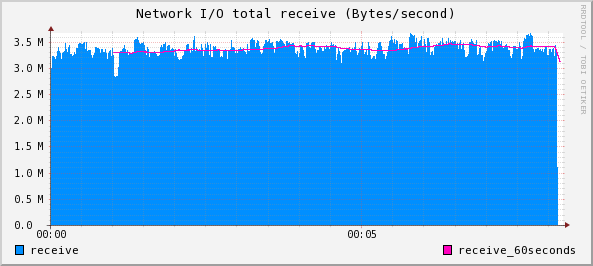 Network I/O total receive (Bytes/second)
RRDTOOL / TOBI OETIKER
3.5 M
3.0 M
2.5 M
2.0 M
1.5 M
1.0 M
0.5 M
0.0
00:00 00:05
receive receive_60seconds